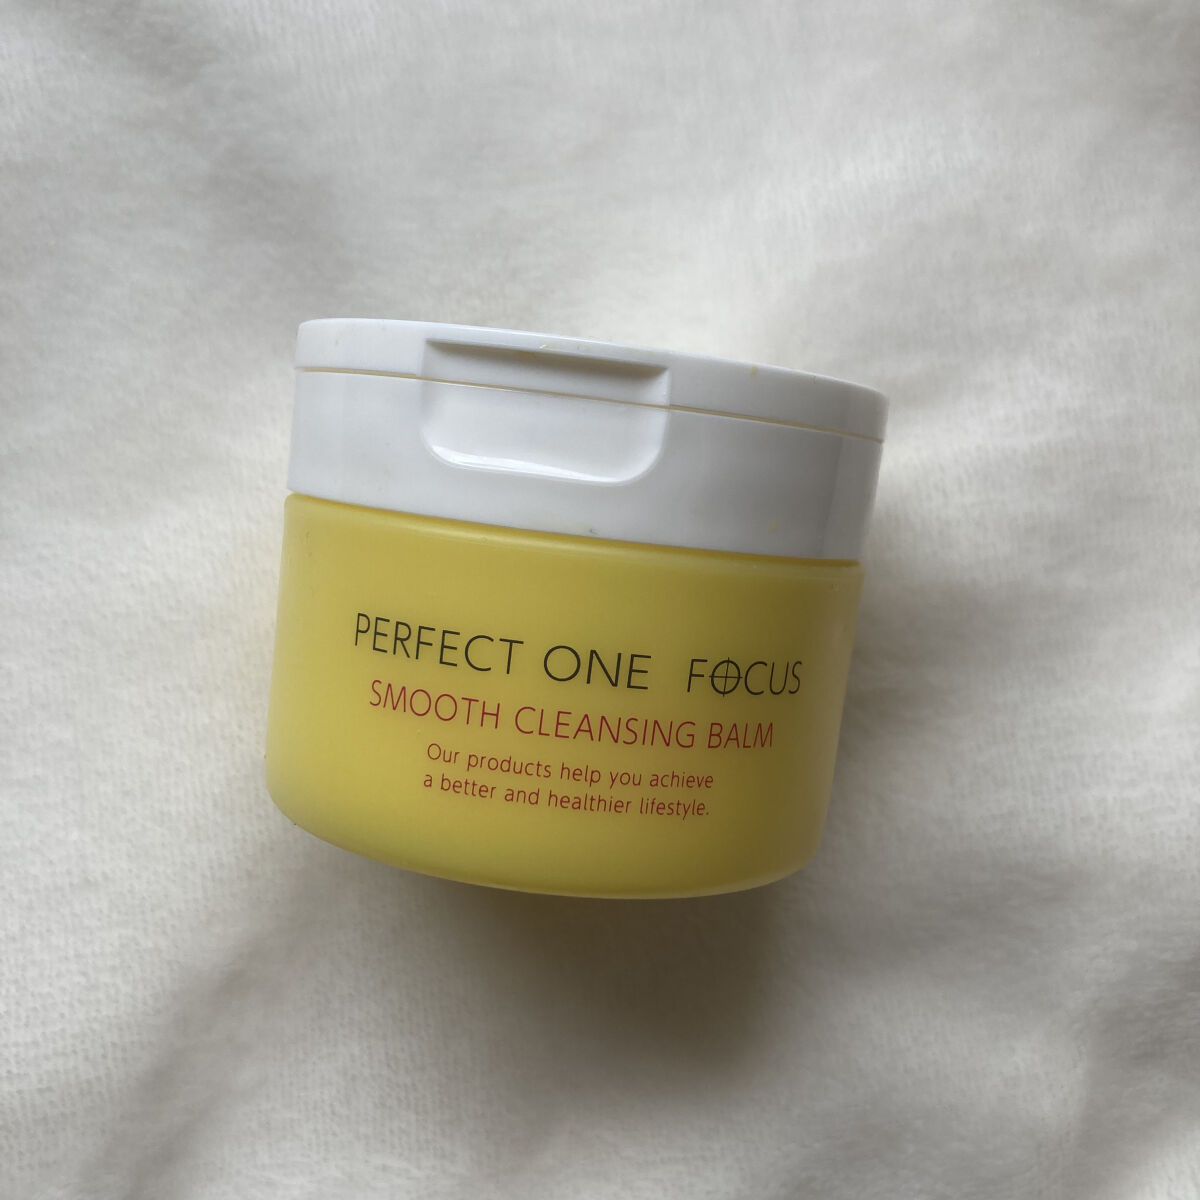 PERFECT ONE FOCUS
SMOOTH CLEANSING BALM
Our products help you achieve
a better and healthier lifestyle.